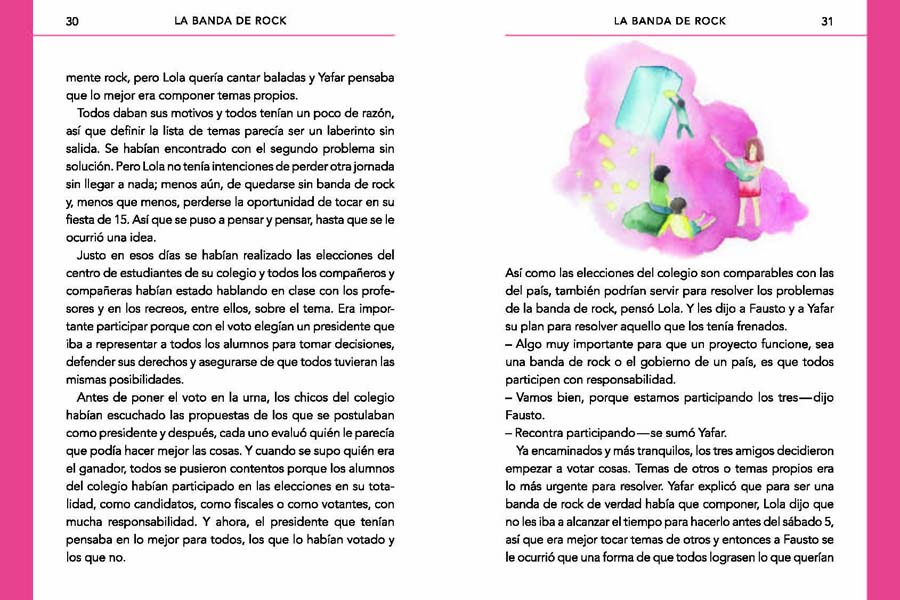 30
LA BANDA DE ROCK
mente rock, pero Lola quería cantar baladas y Yafar pensaba
que lo mejor era componer temas propios.
Todos daban sus motivos y todos tenían un poco de razón,
así que definir la lista de temas parecía ser un laberinto sin
salida. Se habían encontrado con el segundo problema sin
solución. Pero Lola no tenía intenciones de perder otra jornada
sin llegar a nada; menos aún, de quedarse sin banda de rock
y, menos que menos, perderse la oportunidad de tocar en su
fiesta de 15. Así que se puso a pensar y pensar, hasta que se le
ocurrió una idea.
Justo en esos días se habían realizado las elecciones del
centro de estudiantes de su colegio y todos los compañeros y
compañeras habían estado hablando en clase con los profe-
sores y en los recreos, entre ellos, sobre el tema. Era impor-
tante participar porque con el voto elegían un presidente que
iba a representar a todos los alumnos para tomar decisiones,
defender sus derechos y asegurarse de que todos tuvieran las
mismas posibilidades.
Antes de poner el voto en la urna, los chicos del colegio
habían escuchado las propuestas de los que se postulaban
como presidente y después, cada uno evaluó quién le parecía
que podía hacer mejor las cosas. Y cuando se supo quién era
el ganador, todos se pusieron contentos porque los alumnos
del colegio habían participado en las elecciones en su tota-
lidad, como candidatos, como fiscales o como votantes, con
mucha responsabilidad. Y ahora, el presidente que tenían
pensaba en lo mejor para todos, los que lo habían votado y
los que no.
LA BANDA DE ROCK
31
Así como las elecciones del colegio son comparables con las
del país, también podrían servir para resolver los problemas
de la banda de rock, pensó Lola. Y les dijo a Fausto y a Yafar
su plan para resolver aquello que los tenía frenados.
– Algo muy importante para que un proyecto funcione, sea
una banda de rock o el gobierno de un país, es que todos
participen con responsabilidad.
– Vamos bien, porque estamos participando los tres—dijo
Fausto.
– Recontra participando—se sumó Yafar.
Ya encaminados y más tranquilos, los tres amigos decidieron
empezar a votar cosas. Temas de otros o temas propios era
lo más urgente para resolver. Yafar explicó que para ser una
banda de rock de verdad había que componer, Lola dijo que
no les iba a alcanzar el tiempo para hacerlo antes del sábado 5,
así que era mejor tocar temas de otros y entonces a Fausto se
le ocurrió que una forma de que todos lograsen lo que querían